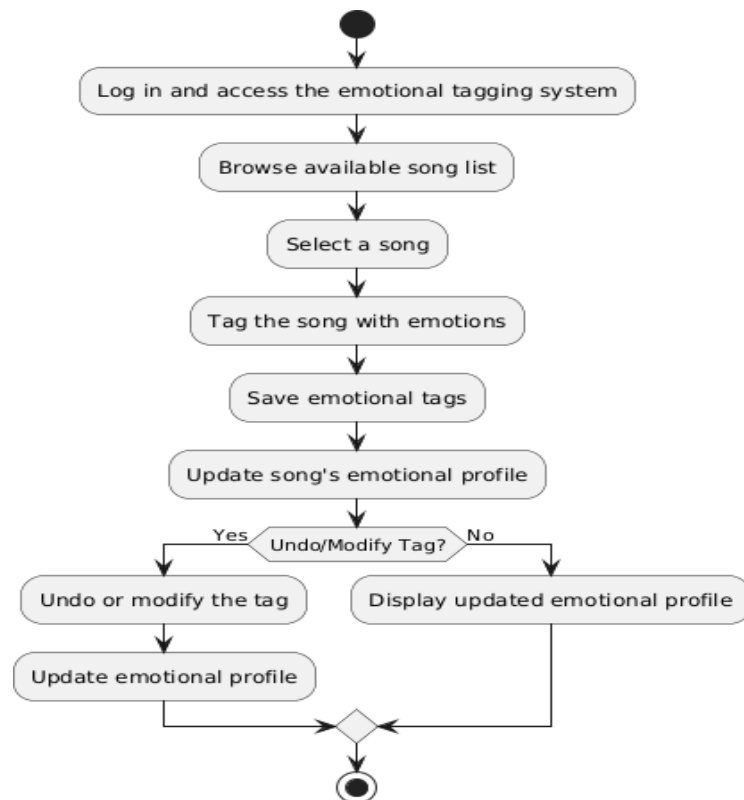 Log in and access the emotional tagging system
Browse available song list
Select a song
Tag the song with emotions
Save emotional tags
Update song's emotional profile
Yes
Undo/Modify Tag?
No
Undo or modify the tag
Display updated emotional profile
Update emotional profile